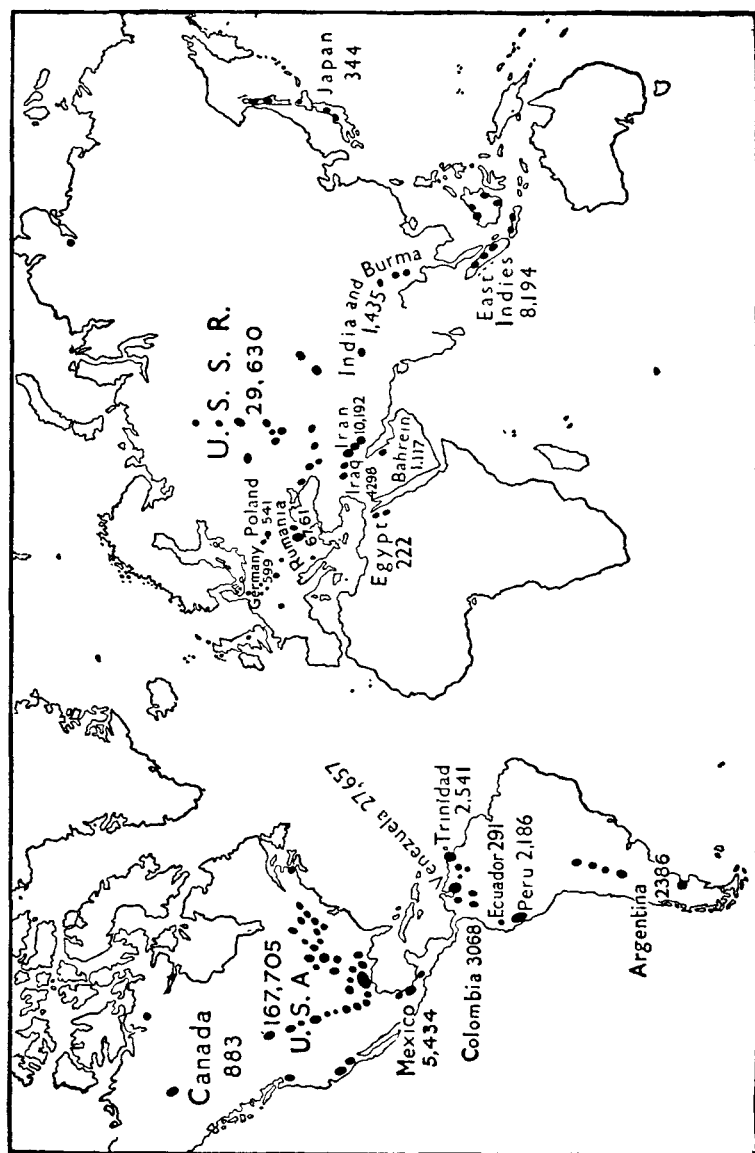 Canada
883
167,705
U.S.A
Mexico
5,434
Colombia 3068
Venezuela 27,657
Trinidad
2,541
Ecuador 291
Peru 2,186
Argentina
2386
Germany
599
Poland
541
Rumania
6761
U. S. S. R.
29,630
Egypt
222
Iraq
4298
Iran
10,192
Bahrein
1,117
India and Burma
1,435
East
Indies
8,194
Japan
344